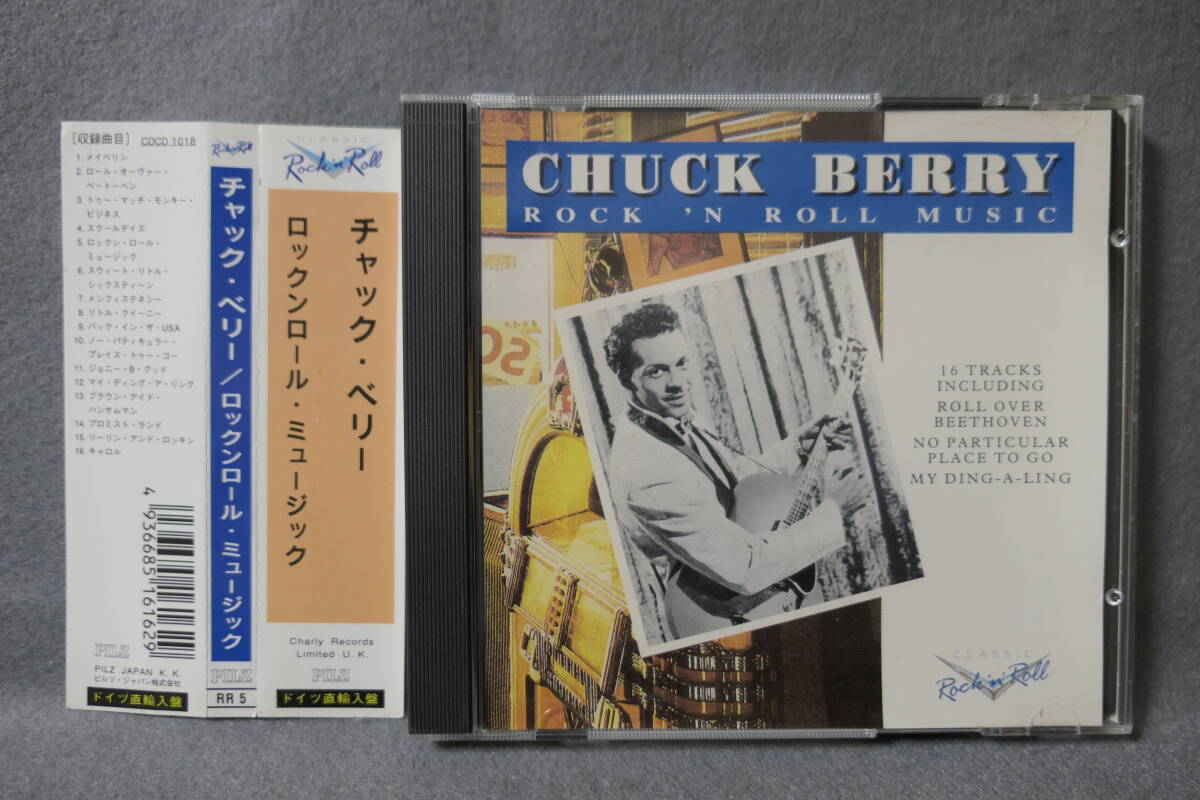 [収録曲目] CDCD 1018
1. メイベリン
2. ロール・オーヴァー・
ベートーベン
3. トゥー・マッチ・モンキー・
ビジネス
4. スクールデイズ
5. ロックン・ロール・
ミュージック
6. スウィート・リトル・
シックスティーン
7. メンフィステネシー
8. リトル・クイーニー
9. バック・イン・ザ・USA
10. ノー・パティキュラー・
プレイス・トゥー・ゴー
11. ジョニー・B・グッド
12. マイ・ディング・ア・リング
13. ブラウン・アイド・
ハンサムマン
14. プロミスト・ランド
15. リーリン・アンド・ロッキン
16. キャロル
4936685161629
PILZ
PILZ JAPAN K. K.
ピルツ・ジャパン株式会社
ドイツ直輸入盤
Rock'n'Roll
チャック・ベリー/ロックンロール・ミュージック
PILZ
RR 5
CLASSIC
Rock'n'Roll
チャック・ベリー
ロックンロール・ミュージック
Charly Records
Limited U. K.
PILZ
ドイツ直輸入盤
CHUCK BERRY
ROCK 'N ROLL MUSIC
16 TRACKS
INCLUDING
ROLL OVER
BEETHOVEN
NO PARTICULAR
PLACE TO GO
MY DING-A-LING
CLASSIC
Rock'n'Roll